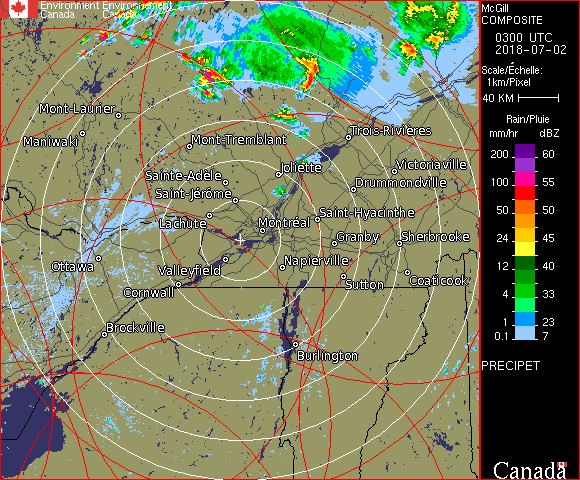 Environment Environnement
Canada Canada
McGill
COMPOSITE
0300 UTC
2018-07-02
Scale/Échelle:
1km/Pixel
40 KM
Rain/Pluie
mm/hr dBZ
200 60
100 55
50 50
24 45
12 40
4 33
1 23
0.1 7
PRECIPET
Canada
Mont-Laurier
Maniwaki
Mont-Tremblant
Trois-Rivières
Joliette
Victoriaville
Sainte-Adèle
Drummondville
Saint-Jérôme
Saint-Hyacinthe
Lachute
Montréal
Granby
Sherbrooke
Ottawa
Valleyfield
Napierville
Coaticook
Cornwall
Sutton
Brockville
Burlington